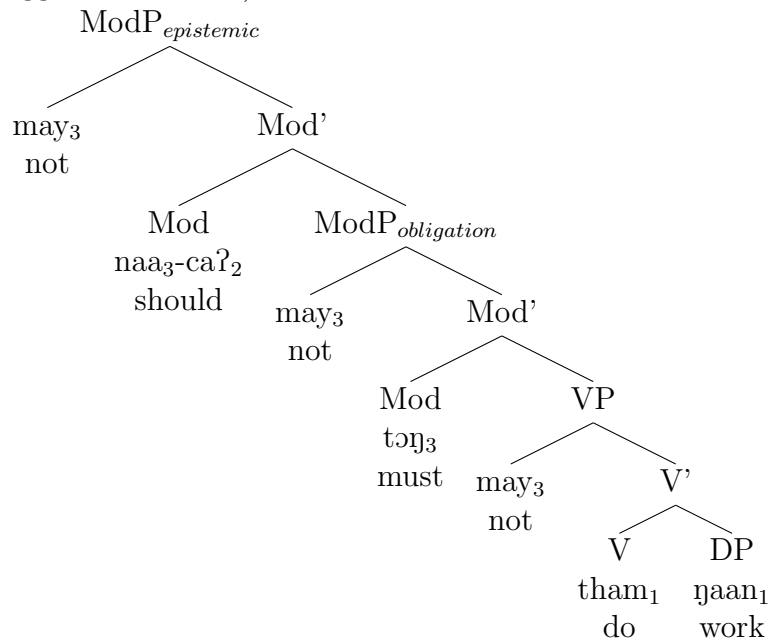 ModP_epistemic
may₃ Mod'
not
Mod ModP_obligation
naa₃-caʔ₂
should may₃ Mod'
not
Mod VP
tɔŋ₃
must may₃ V'
not
V DP
tham₁ ŋaan₁
do work